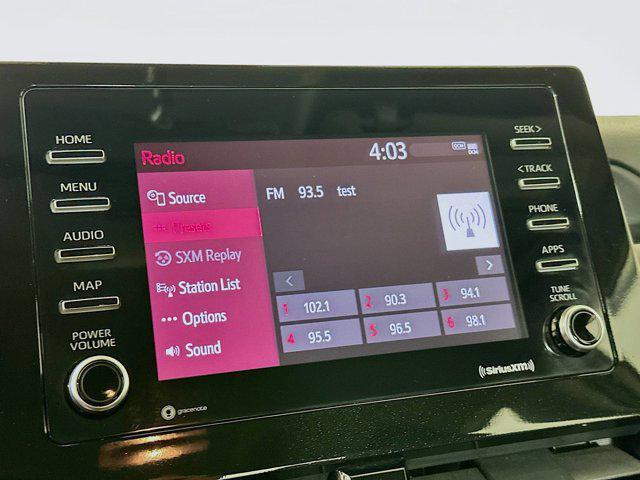 HOME
MENU
AUDIO
MAP
POWER
VOLUME
Radio
4:03
DCM
DCM
Source
Presets
SXM Replay
Station List
Options
Sound
FM 93.5 test
<
>
1 102.1
2 90.3
3 94.1
4 95.5
5 96.5
6 98.1
SEEK >
< TRACK
PHONE
APPS
TUNE
SCROLL
gracenote
SiriusXM